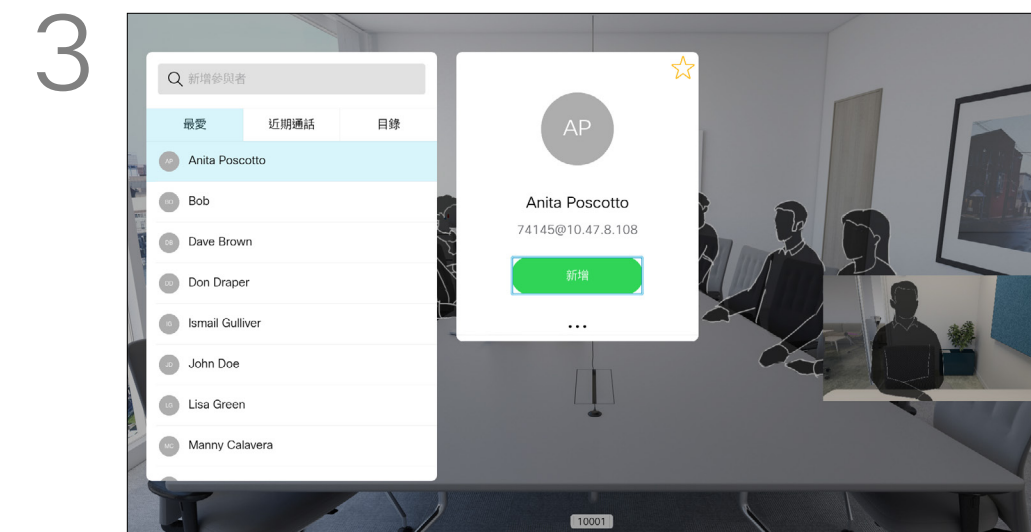 3
新增參與者
最愛 近期通話 目錄
AP Anita Poscotto
Bob
DB Dave Brown
DD Don Draper
IG Ismail Gulliver
JD John Doe
LG Lisa Green
MC Manny Calavera
AP
Anita Poscotto
74145@10.47.8.108
新增
...
10001